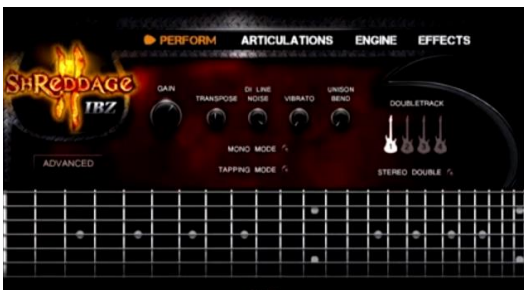 PERFORM ARTICULATIONS ENGINE EFFECTS
SHREDDAGE
IBZ
GAIN
TRANSPOSE
DI LINE
NOISE
VIBRATO
UNISON
BEND
DOUBLETRACK
MONO MODE
TAPPING MODE
STEREO DOUBLE
ADVANCED